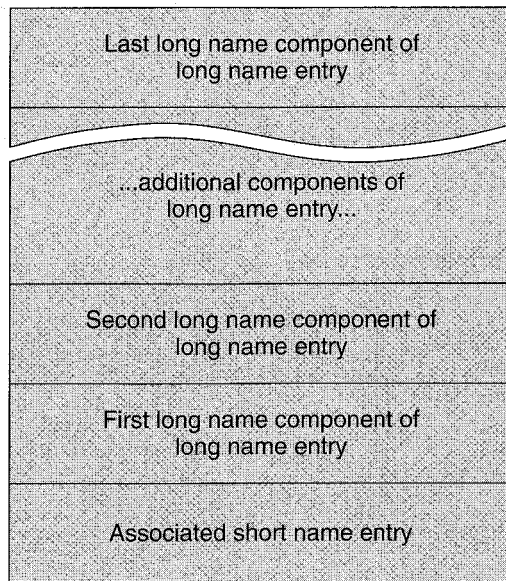 Last long name component of
long name entry
...additional components of
long name entry...
Second long name component of
long name entry
First long name component of
long name entry
Associated short name entry